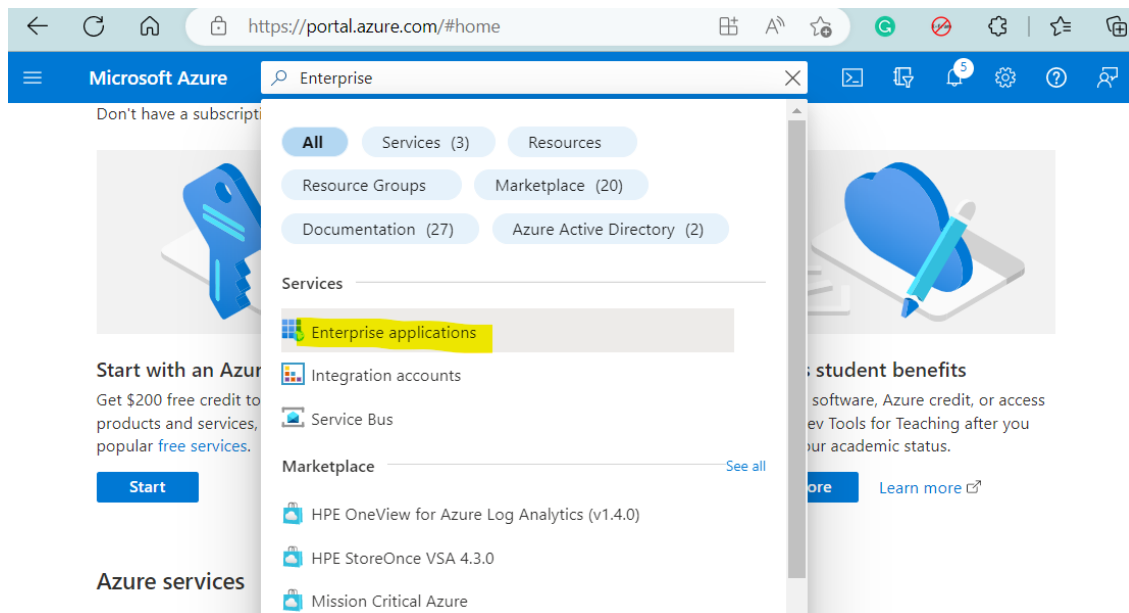 https://portal.azure.com/#home
Microsoft Azure
Enterprise
5
Don't have a subscripti
All
Services (3)
Resources
Resource Groups
Marketplace (20)
Documentation (27)
Azure Active Directory (2)
Services
Enterprise applications
Integration accounts
Service Bus
Marketplace
See all
HPE OneView for Azure Log Analytics (v1.4.0)
HPE StoreOnce VSA 4.3.0
Mission Critical Azure
Start with an Azur
Get $200 free credit to
products and services,
popular free services.
Start
s student benefits
software, Azure credit, or access
ev Tools for Teaching after you
ur academic status.
ore
Learn more
Azure services